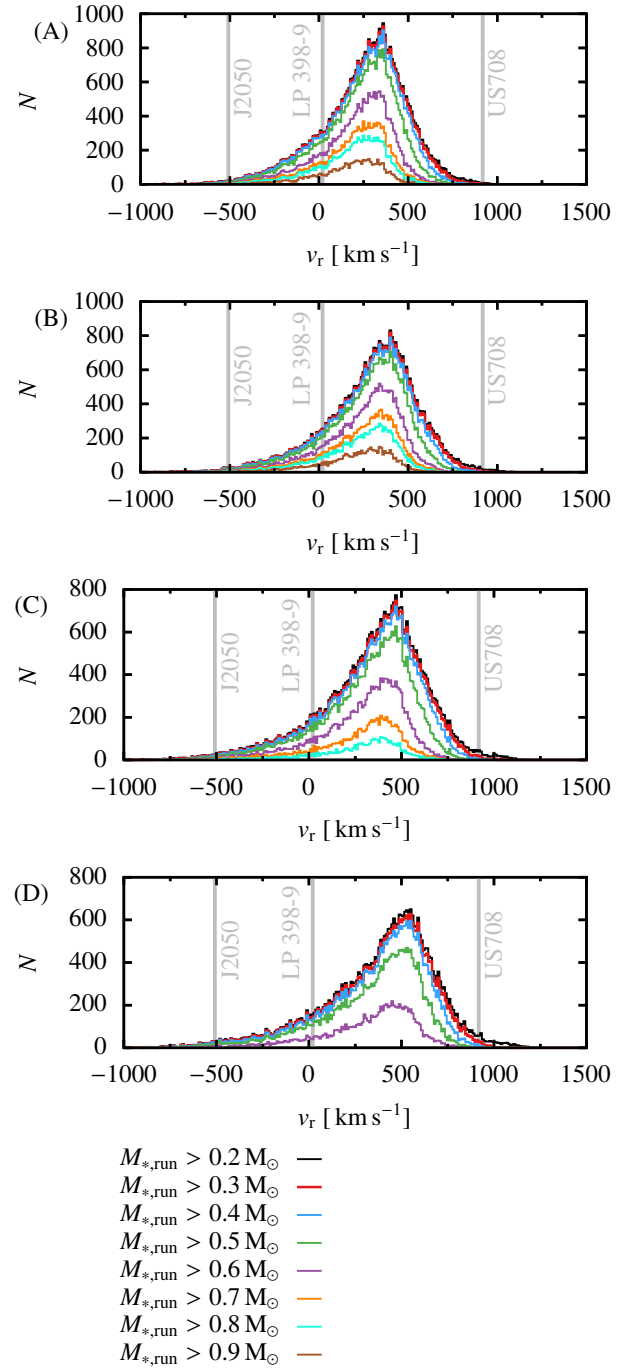 (A)
1000
800
600
400
200
0
N
J2050
LP 398-9
US708
−1000 −500 0 500 1000 1500
v_r [ km s⁻¹]
(B)
1000
800
600
400
200
0
N
J2050
LP 398-9
US708
−1000 −500 0 500 1000 1500
v_r [ km s⁻¹]
(C)
800
600
400
200
0
N
J2050
LP 398-9
US708
−1000 −500 0 500 1000 1500
v_r [ km s⁻¹]
(D)
800
600
400
200
0
N
J2050
LP 398-9
US708
−1000 −500 0 500 1000 1500
v_r [ km s⁻¹]
M_{*,run} > 0.2 M_⊙
M_{*,run} > 0.3 M_⊙
M_{*,run} > 0.4 M_⊙
M_{*,run} > 0.5 M_⊙
M_{*,run} > 0.6 M_⊙
M_{*,run} > 0.7 M_⊙
M_{*,run} > 0.8 M_⊙
M_{*,run} > 0.9 M_⊙